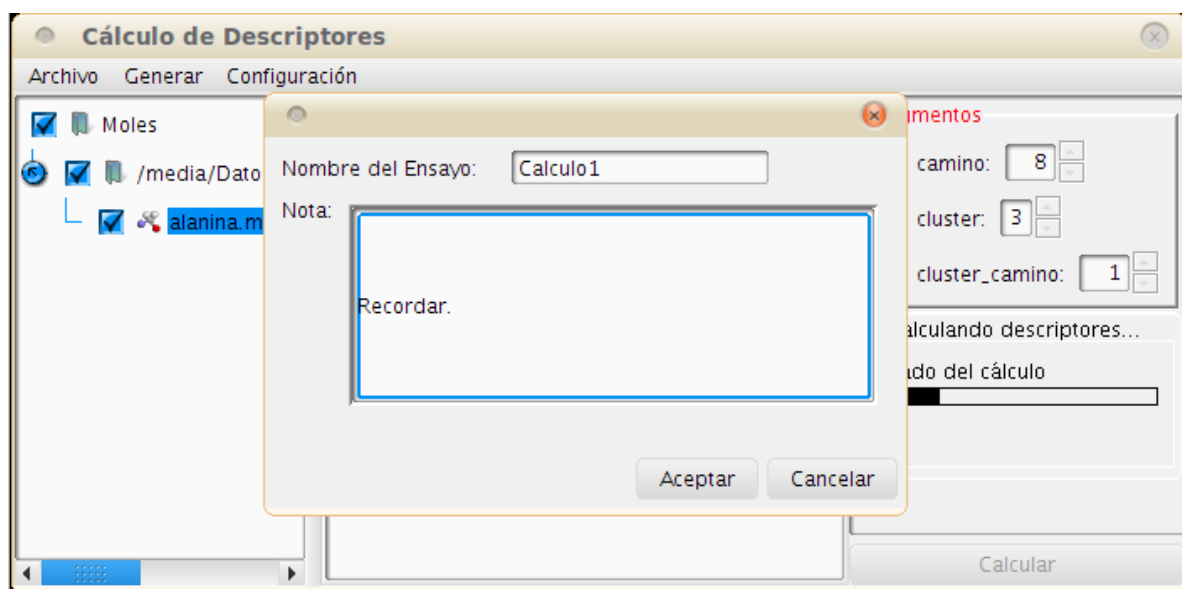 Cálculo de Descriptores
Archivo Generar Configuración
Moles
/media/Dato
alanina.m
Nombre del Ensayo: Calculo1
Nota:
Recordar.
Aceptar Cancelar
mentos
camino: 8
cluster: 3
cluster_camino: 1
alculando descriptores...
ado del cálculo
Calcular